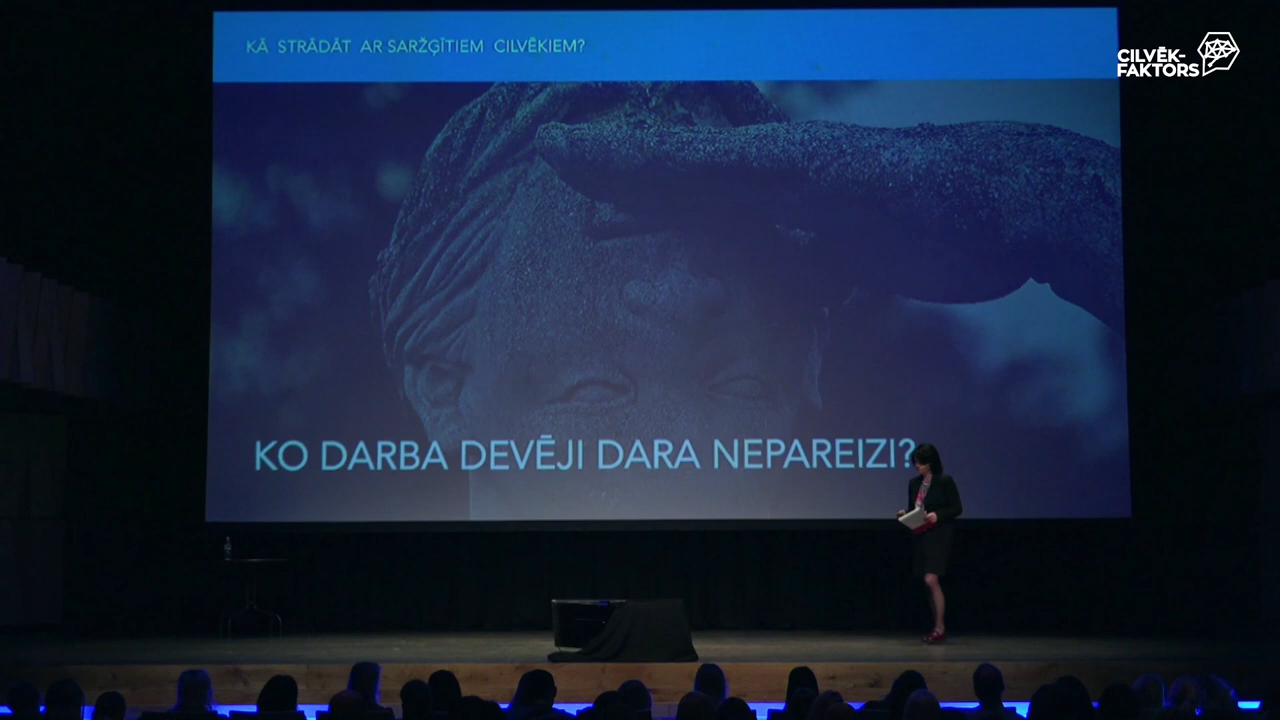 KĀ STRĀDĀT AR SARŽĢĪTIEM CILVĒKIEM?
CILVĒK-
FAKTORS
KO DARBA DEVĒJI DARA NEPAREIZI?